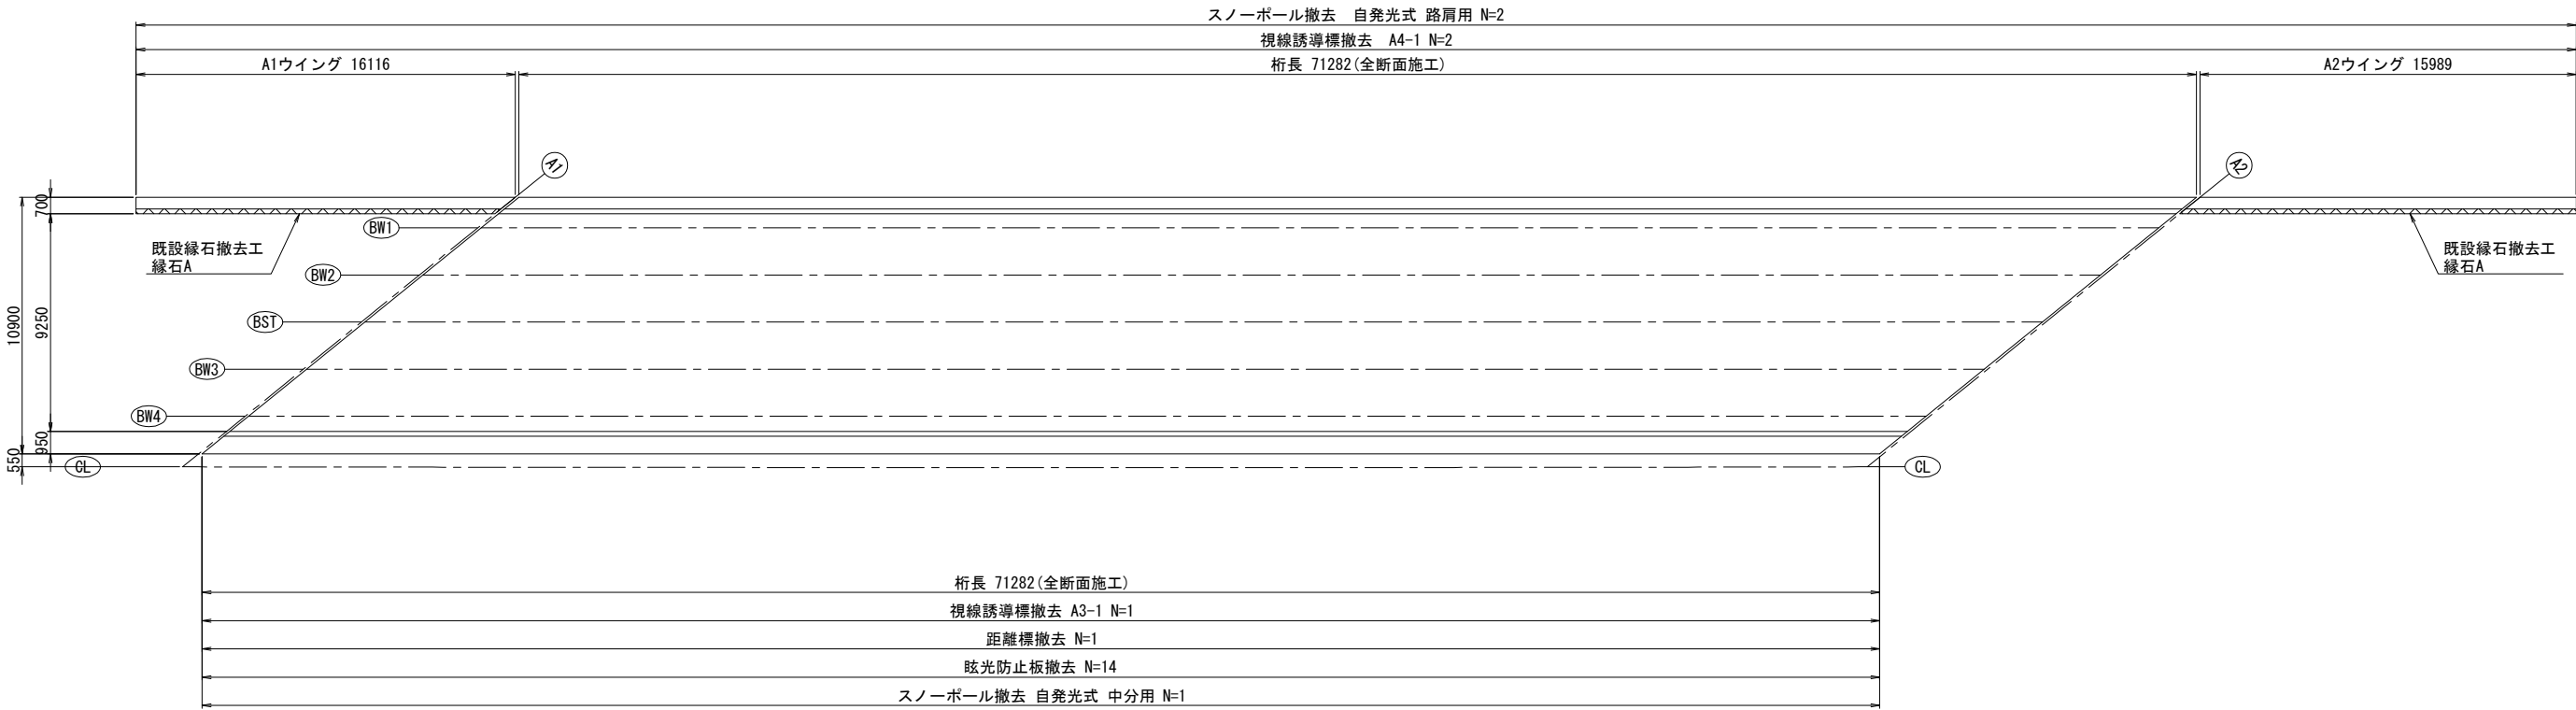 スノーポール撤去　自発光式 路肩用 N=2
視線誘導標撤去　A4-1 N=2
A1ウイング 16116
桁長 71282(全断面施工)
A2ウイング 15989
A1
A2
700
BW1
既設縁石撤去工
縁石A
既設縁石撤去工
縁石A
BW2
10900
9250
BST
BW3
BW4
950
550
CL
CL
桁長 71282(全断面施工)
視線誘導標撤去 A3-1 N=1
距離標撤去 N=1
眩光防止板撤去 N=14
スノーポール撤去 自発光式 中分用 N=1